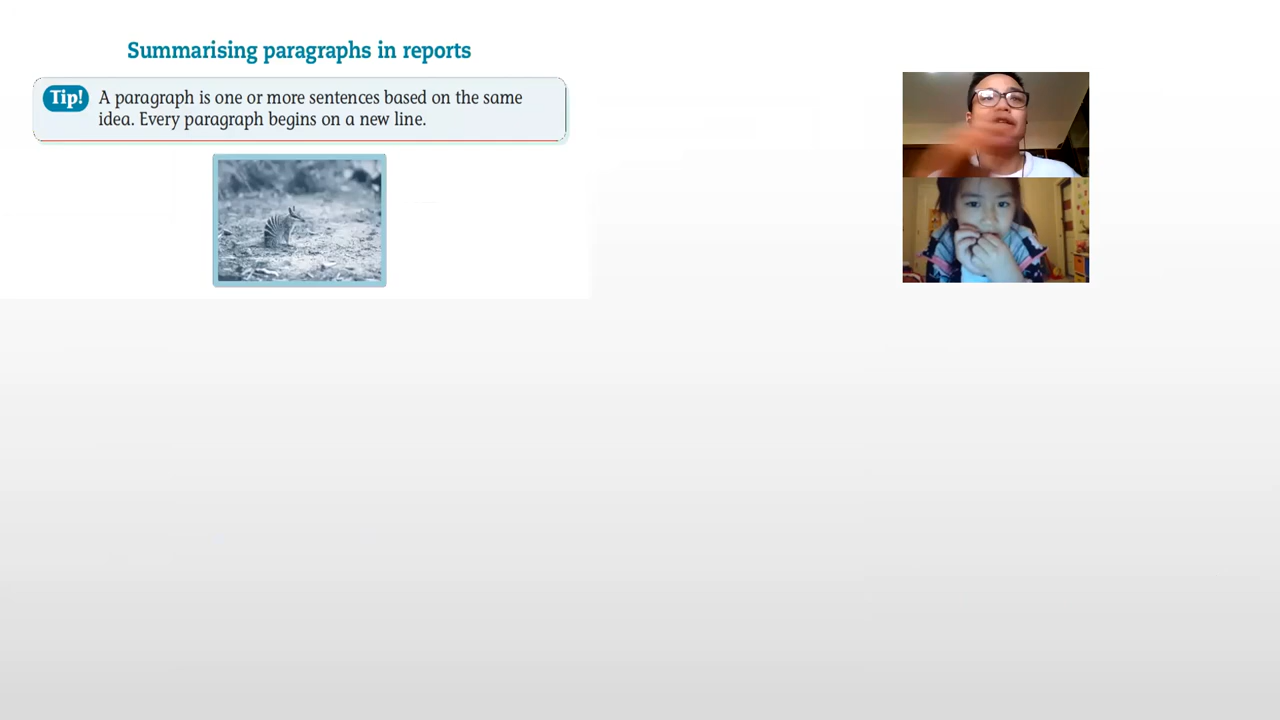 Summarising paragraphs in reports
Tip! A paragraph is one or more sentences based on the same
idea. Every paragraph begins on a new line.